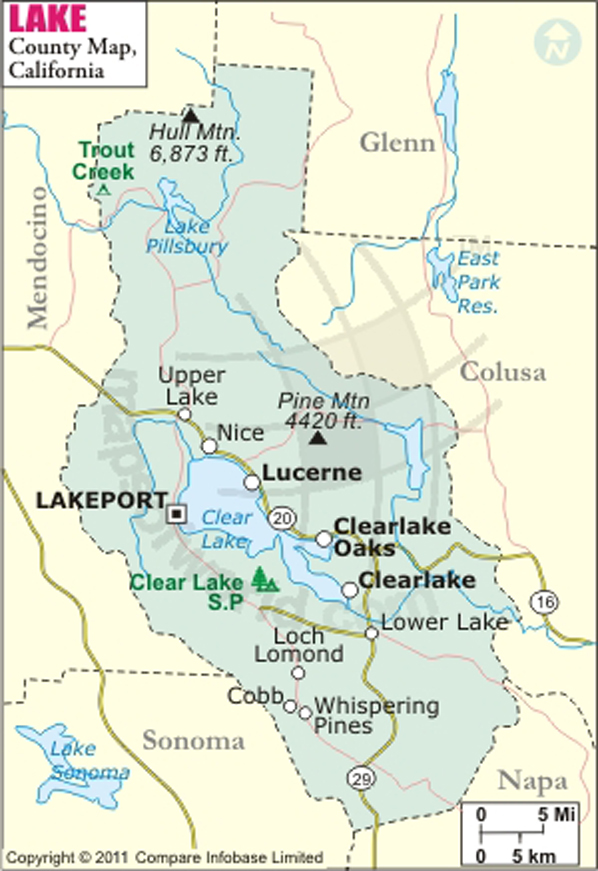 LAKE
County Map,
California
N
Hull Mtn.
6,873 ft.
Trout
Creek
Glenn
Mendocino
Lake
Pillsbury
East
Park
Res.
Colusa
Upper
Lake
Pine Mtn
4420 ft.
Nice
Lucerne
LAKEPORT
Clear
Lake
20
Clearlake
Oaks
Clear Lake
S.P
Clearlake
16
Lower Lake
Loch
Lomond
Cobb
Whispering
Pines
Sonoma
Lake
Sonoma
29
Napa
0 5 Mi
0 5 km
Copyright © 2011 Compare Infobase Limited